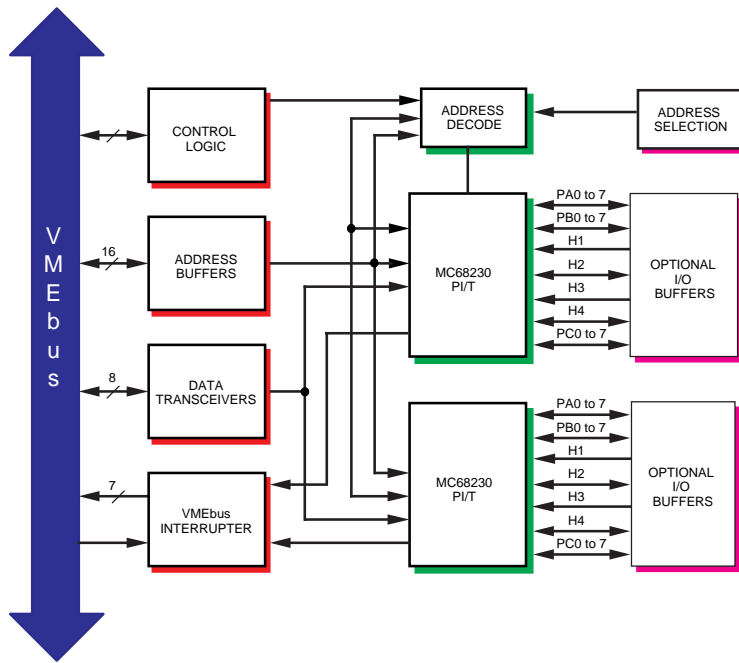 VMEbus
CONTROL
LOGIC
ADDRESS
DECODE
ADDRESS
SELECTION
16
ADDRESS
BUFFERS
MC68230
PI/T
PA0 to 7
PB0 to 7
H1
H2
H3
H4
PC0 to 7
OPTIONAL
I/O
BUFFERS
8
DATA
TRANSCEIVERS
7
VMEbus
INTERRUPTER
MC68230
PI/T
PA0 to 7
PB0 to 7
H1
H2
H3
H4
PC0 to 7
OPTIONAL
I/O
BUFFERS